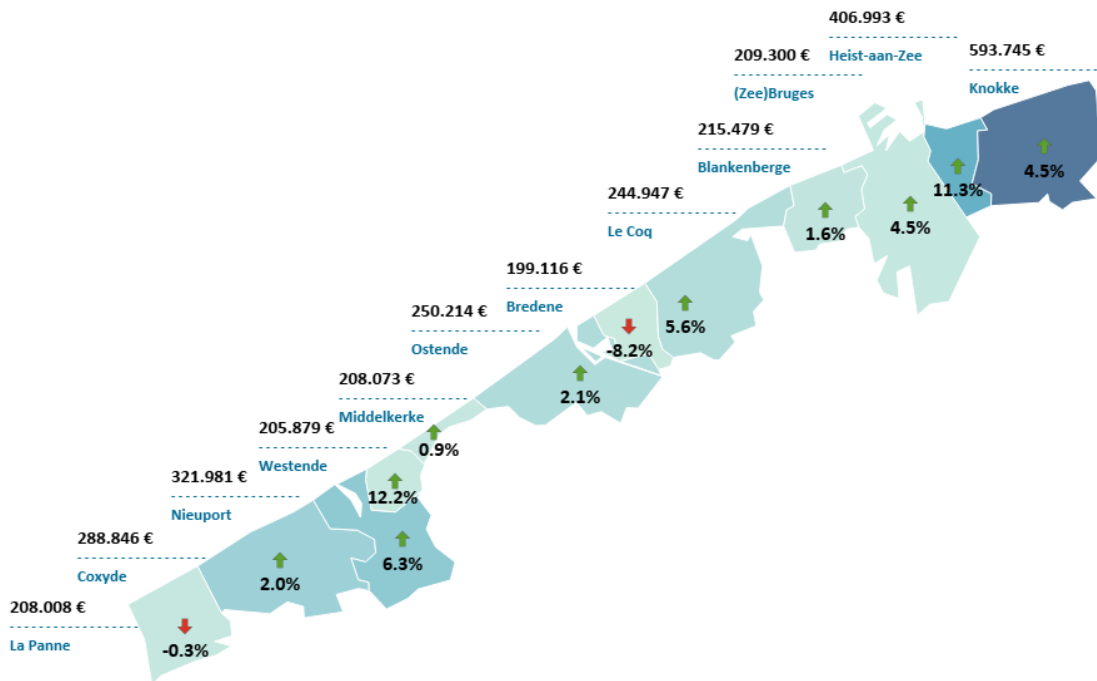 406.993 €
Heist-aan-Zee
593.745 €
Knokke
209.300 €
(Zee)Bruges
215.479 €
Blankenberge
244.947 €
Le Coq
199.116 €
Bredene
250.214 €
Ostende
208.073 €
Middelkerke
205.879 €
Westende
321.981 €
Nieuport
288.846 €
Coxyde
208.008 €
La Panne
4.5%
11.3%
4.5%
1.6%
5.6%
-8.2%
2.1%
0.9%
12.2%
6.3%
2.0%
-0.3%